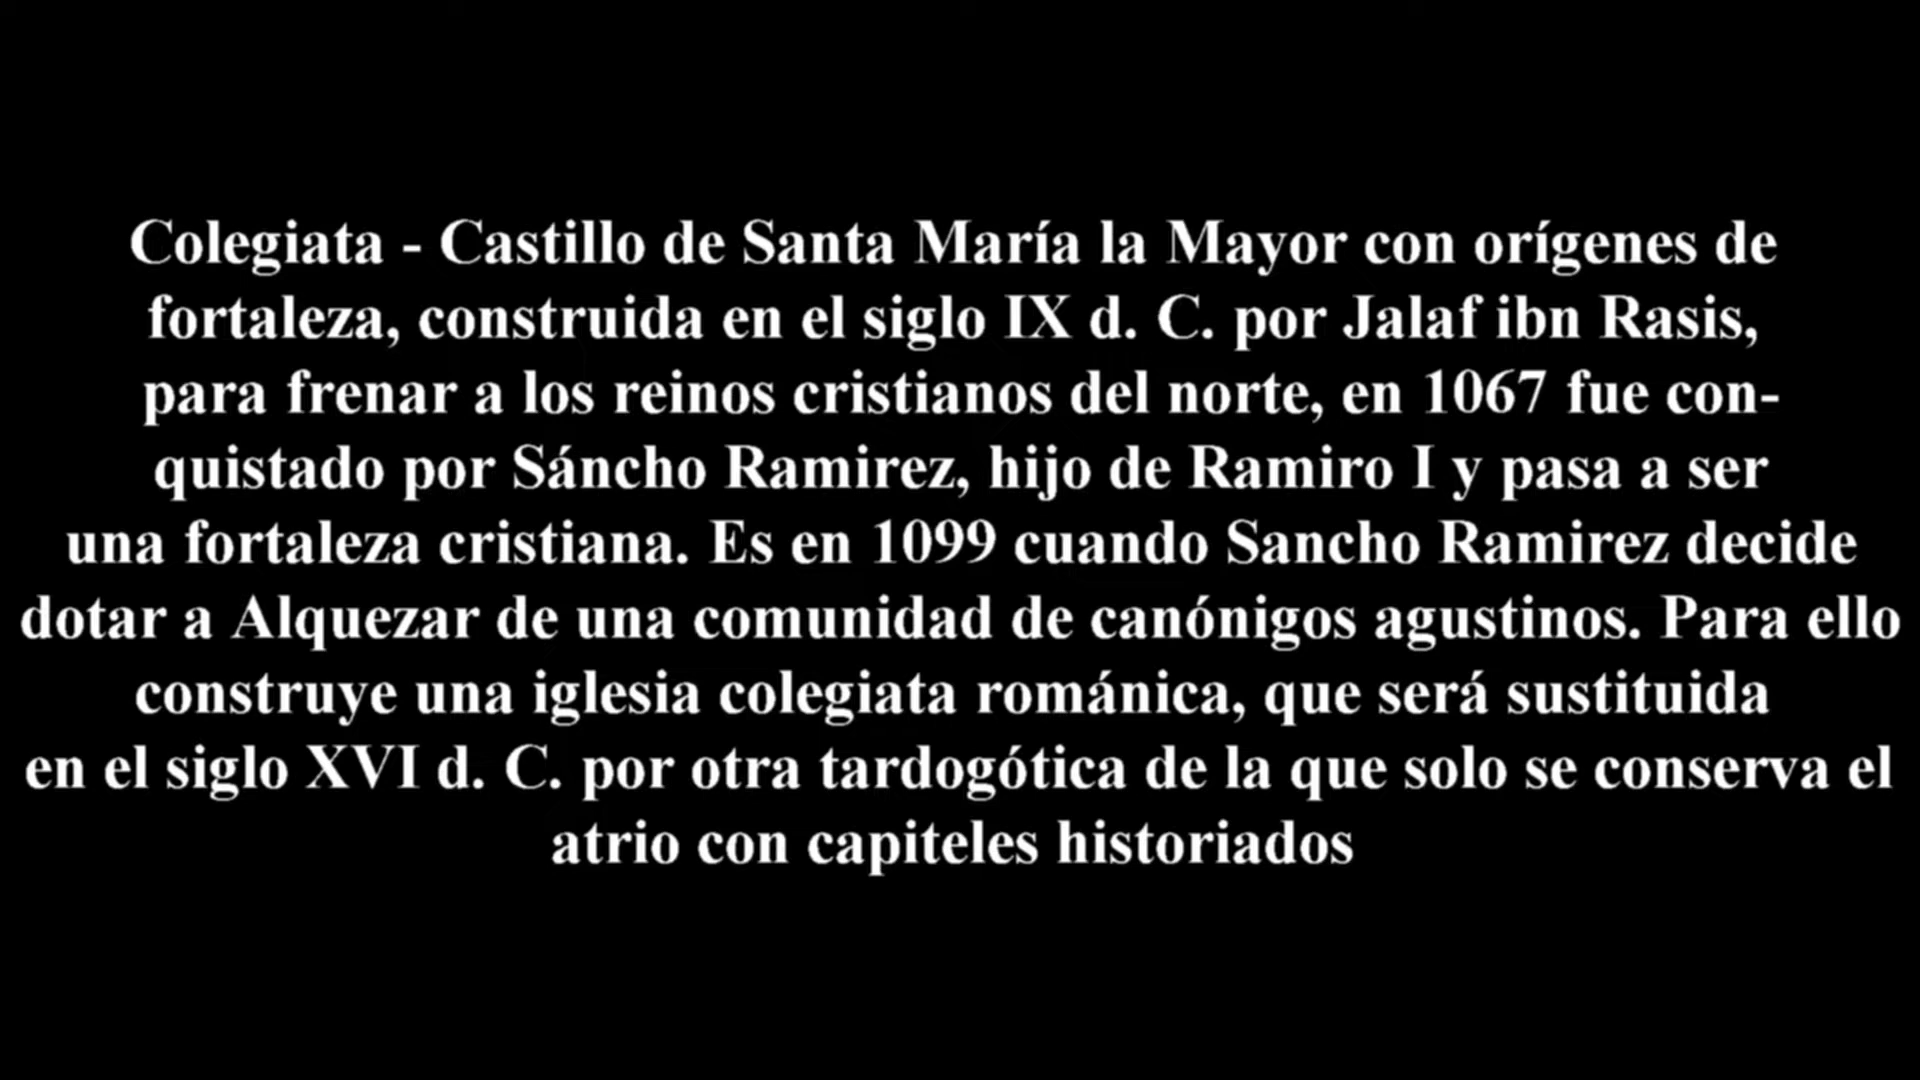 Colegiata - Castillo de Santa María la Mayor con orígenes de
fortaleza, construida en el siglo IX d. C. por Jalaf ibn Rasis,
para frenar a los reinos cristianos del norte, en 1067 fue con-
quistado por Sáncho Ramirez, hijo de Ramiro I y pasa a ser
una fortaleza cristiana. Es en 1099 cuando Sancho Ramirez decide
dotar a Alquezar de una comunidad de canónigos agustinos. Para ello
construye una iglesia colegiata románica, que será sustituida
en el siglo XVI d. C. por otra tardogótica de la que solo se conserva el
atrio con capiteles historiados